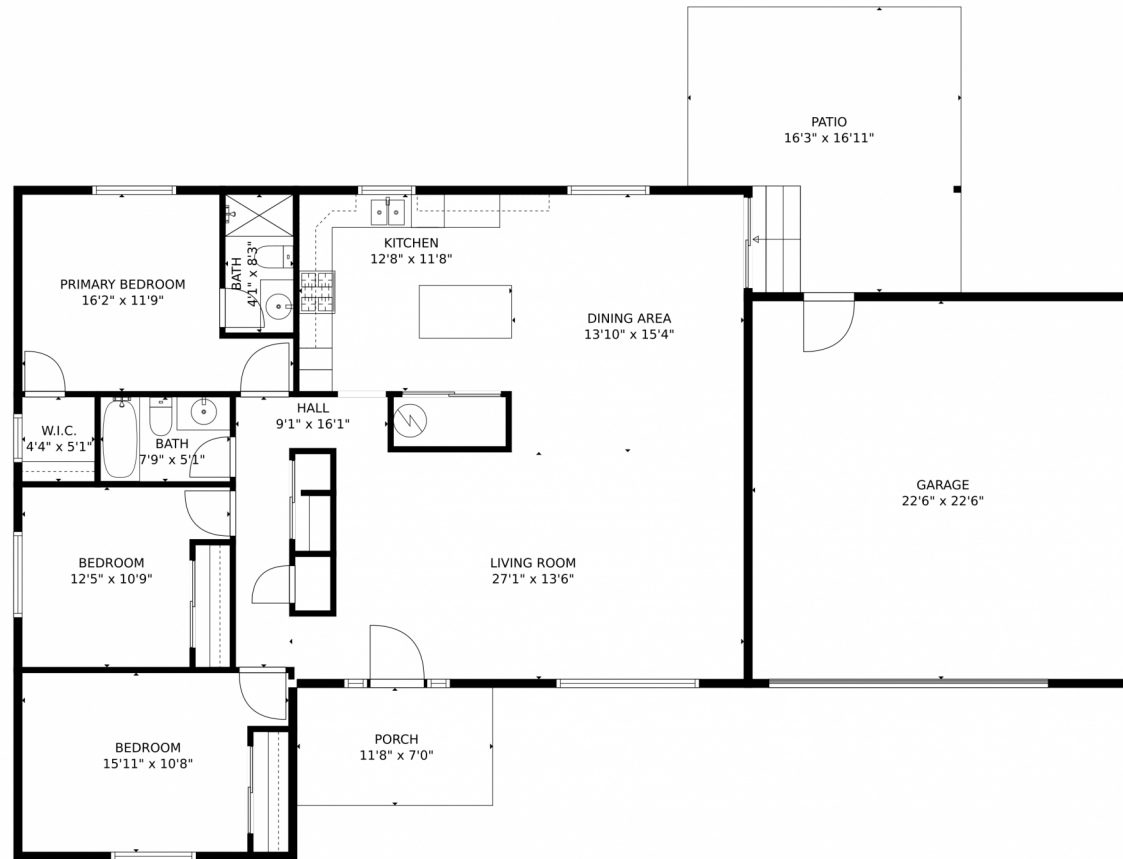 PATIO
16'3" x 16'11"
KITCHEN
12'8" x 11'8"
BATH
4'1" x 8'3"
PRIMARY BEDROOM
16'2" x 11'9"
DINING AREA
13'10" x 15'4"
HALL
9'1" x 16'1"
W.I.C.
4'4" x 5'1"
BATH
7'9" x 5'1"
GARAGE
22'6" x 22'6"
BEDROOM
12'5" x 10'9"
LIVING ROOM
27'1" x 13'6"
PORCH
11'8" x 7'0"
BEDROOM
15'11" x 10'8"